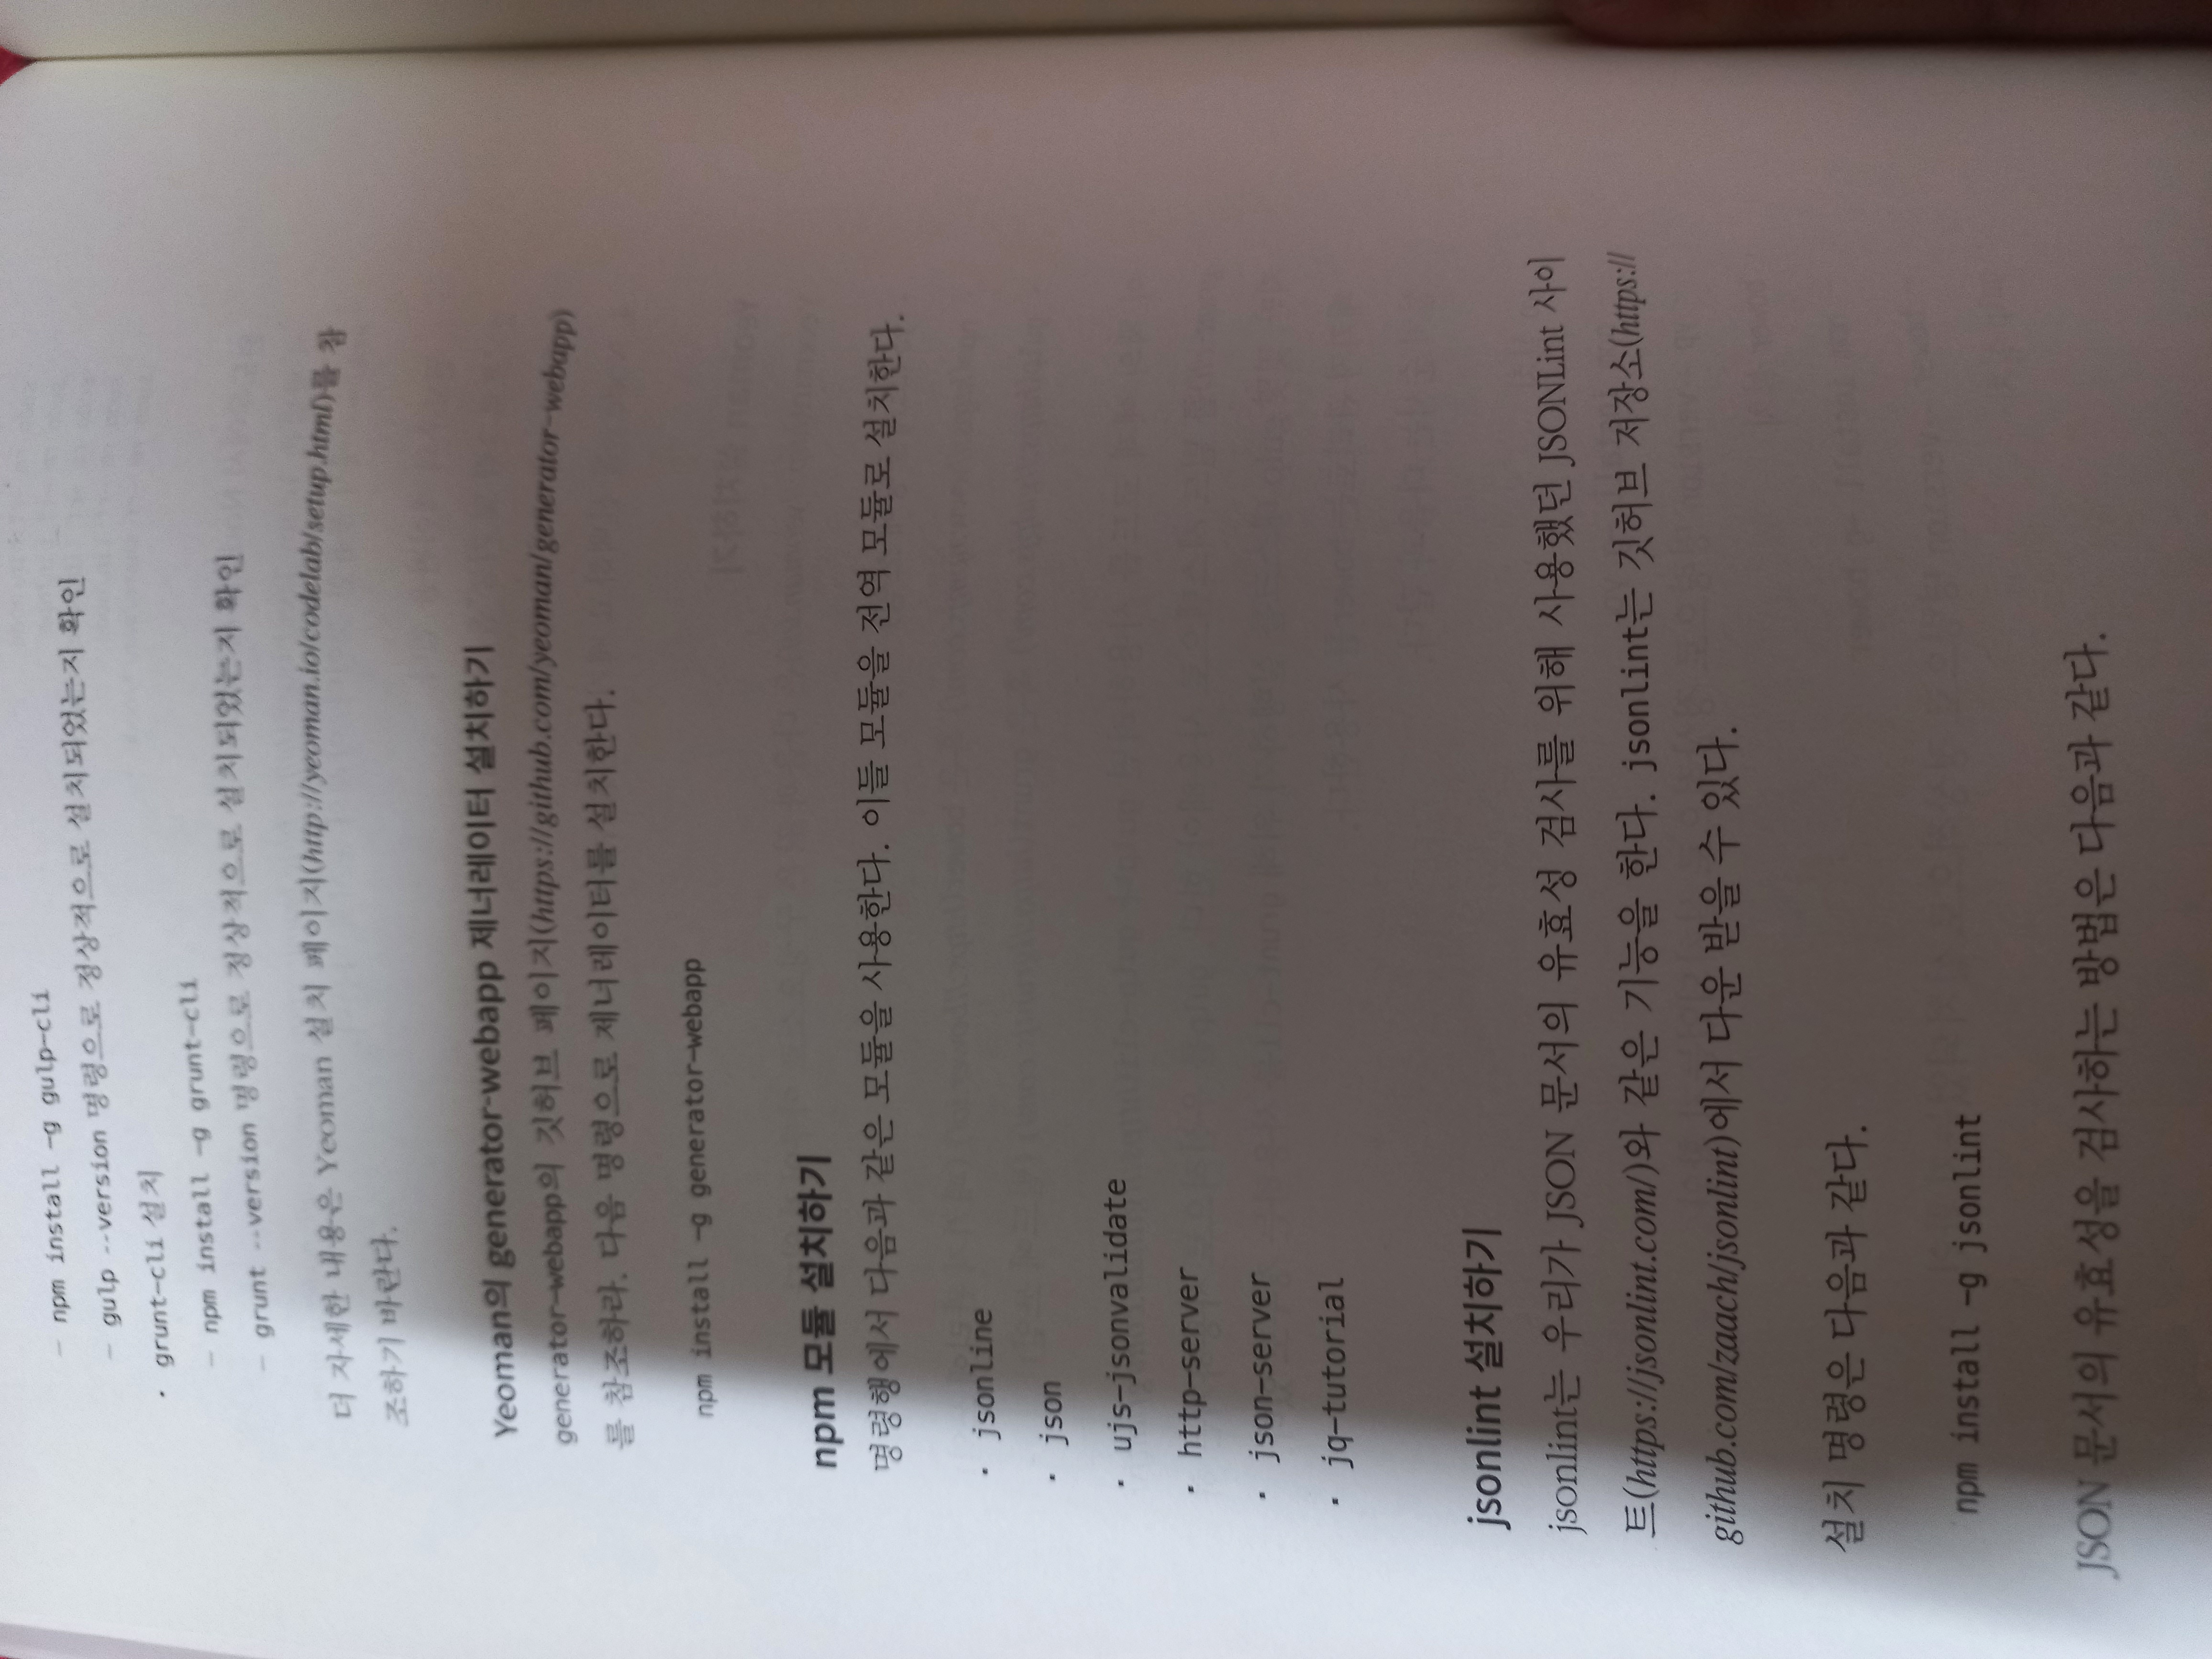 – npm install –g gulp–cli
– gulp --version 명령으로 정상적으로 설치되었는지 확인
· grunt–cli 설치
– npm install –g grunt–cli
– grunt --version 명령으로 정상적으로 설치되었는지 확인
더 자세한 내용은 Yeoman 설치 페이지(http://yeoman.io/codelab/setup.html)를 참
조하기 바란다.
Yeoman의 generator-webapp 제너레이터 설치하기
generator–webapp의 깃허브 페이지(https://github.com/yeoman/generator-webapp)
를 참조하라. 다음 명령으로 제너레이터를 설치한다.
npm install –g generator–webapp
npm 모듈 설치하기
명령행에서 다음과 같은 모듈을 사용한다. 이들 모듈을 전역 모듈로 설치한다.
· jsonline
· json
· ujs–jsonvalidate
· http–server
· json–server
· jq–tutorial
jsonlint 설치하기
jsonlint는 우리가 JSON 문서의 유효성 검사를 위해 사용했던 JSONLint 사이
트(https://jsonlint.com/)와 같은 기능을 한다. jsonlint는 깃허브 저장소(https://
github.com/zaach/jsonlint)에서 다운 받을 수 있다.
설치 명령은 다음과 같다.
npm install –g jsonlint
JSON 문서의 유효성을 검사하는 방법은 다음과 같다.